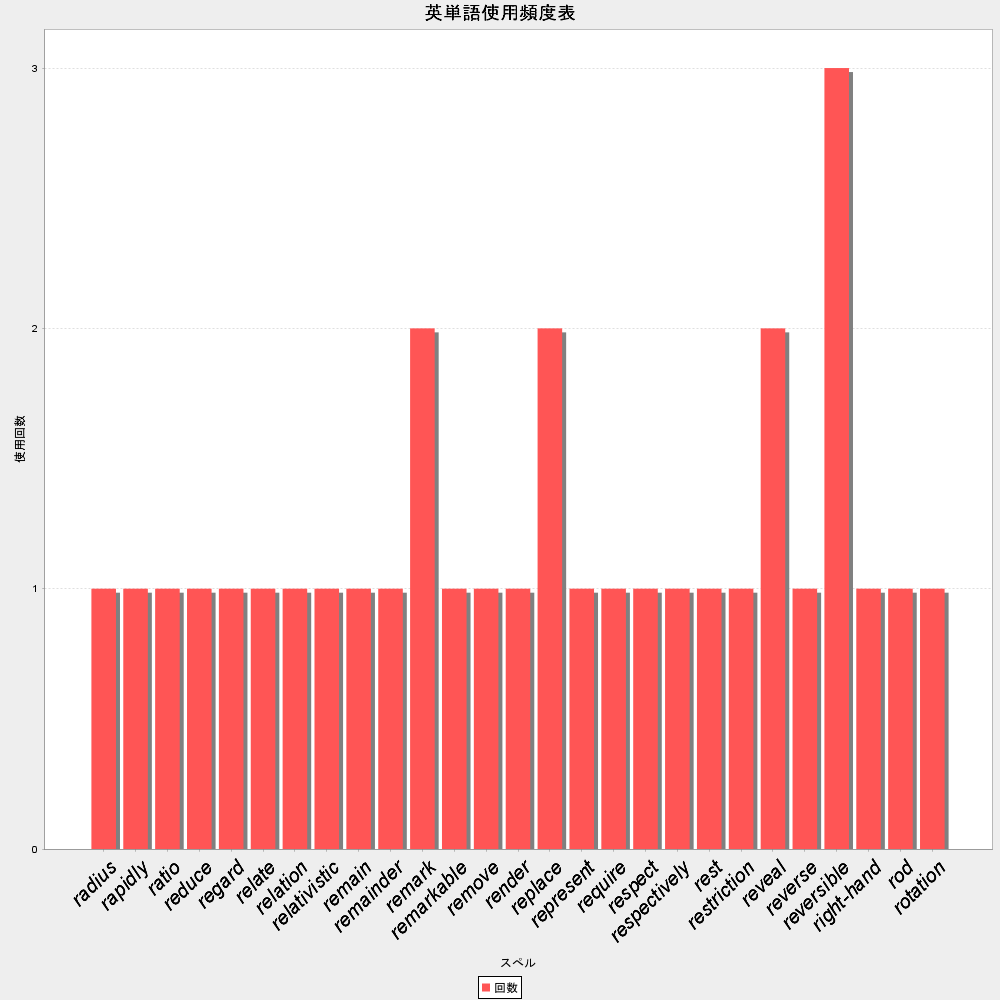 英単語使用頻度表
使用回数
3
2
1
0
radius
rapidly
ratio
reduce
regard
relate
relation
relativistic
remain
remainder
remark
remarkable
remove
render
replace
represent
require
respect
respectively
rest
restriction
reveal
reverse
reversible
right-hand
rod
rotation
スペル
回数